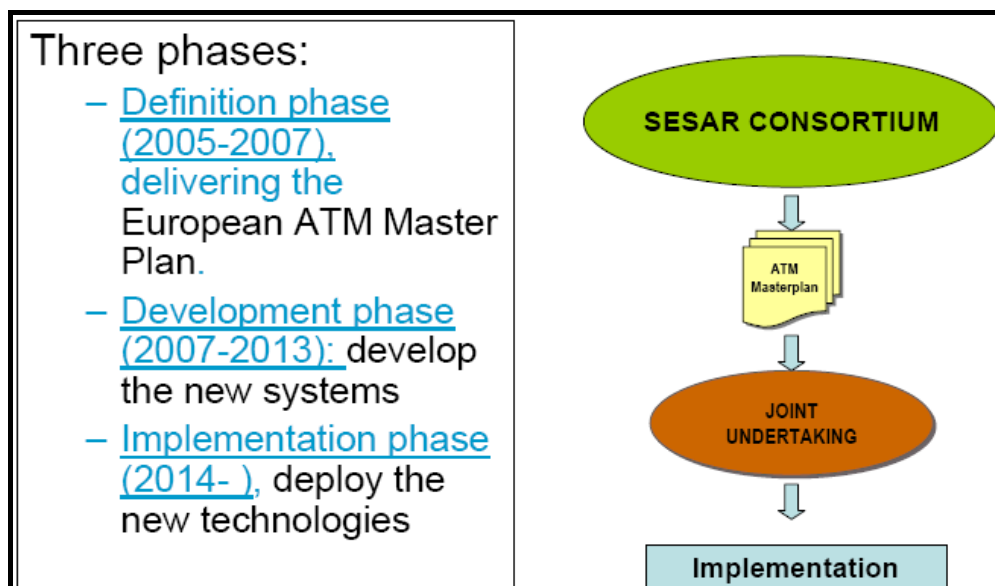 Three phases:
– Definition phase
(2005-2007),
delivering the
European ATM Master
Plan.
– Development phase
(2007-2013): develop
the new systems
– Implementation phase
(2014- ), deploy the
new technologies
SESAR CONSORTIUM
ATM
Masterplan
JOINT
UNDERTAKING
Implementation